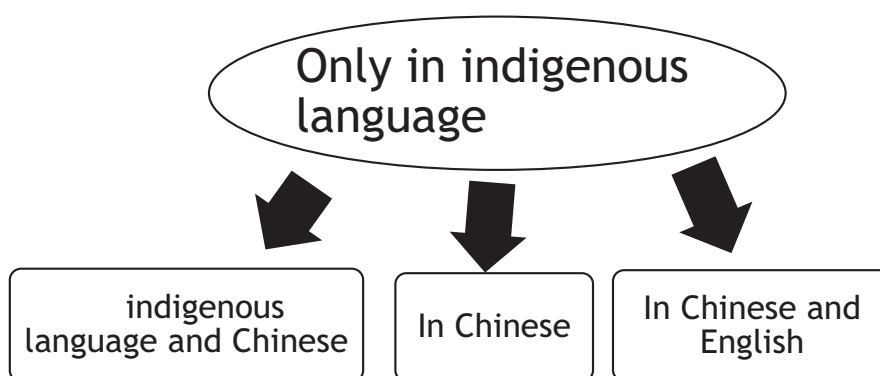 Only in indigenous
language
indigenous
language and Chinese
In Chinese
In Chinese and
English